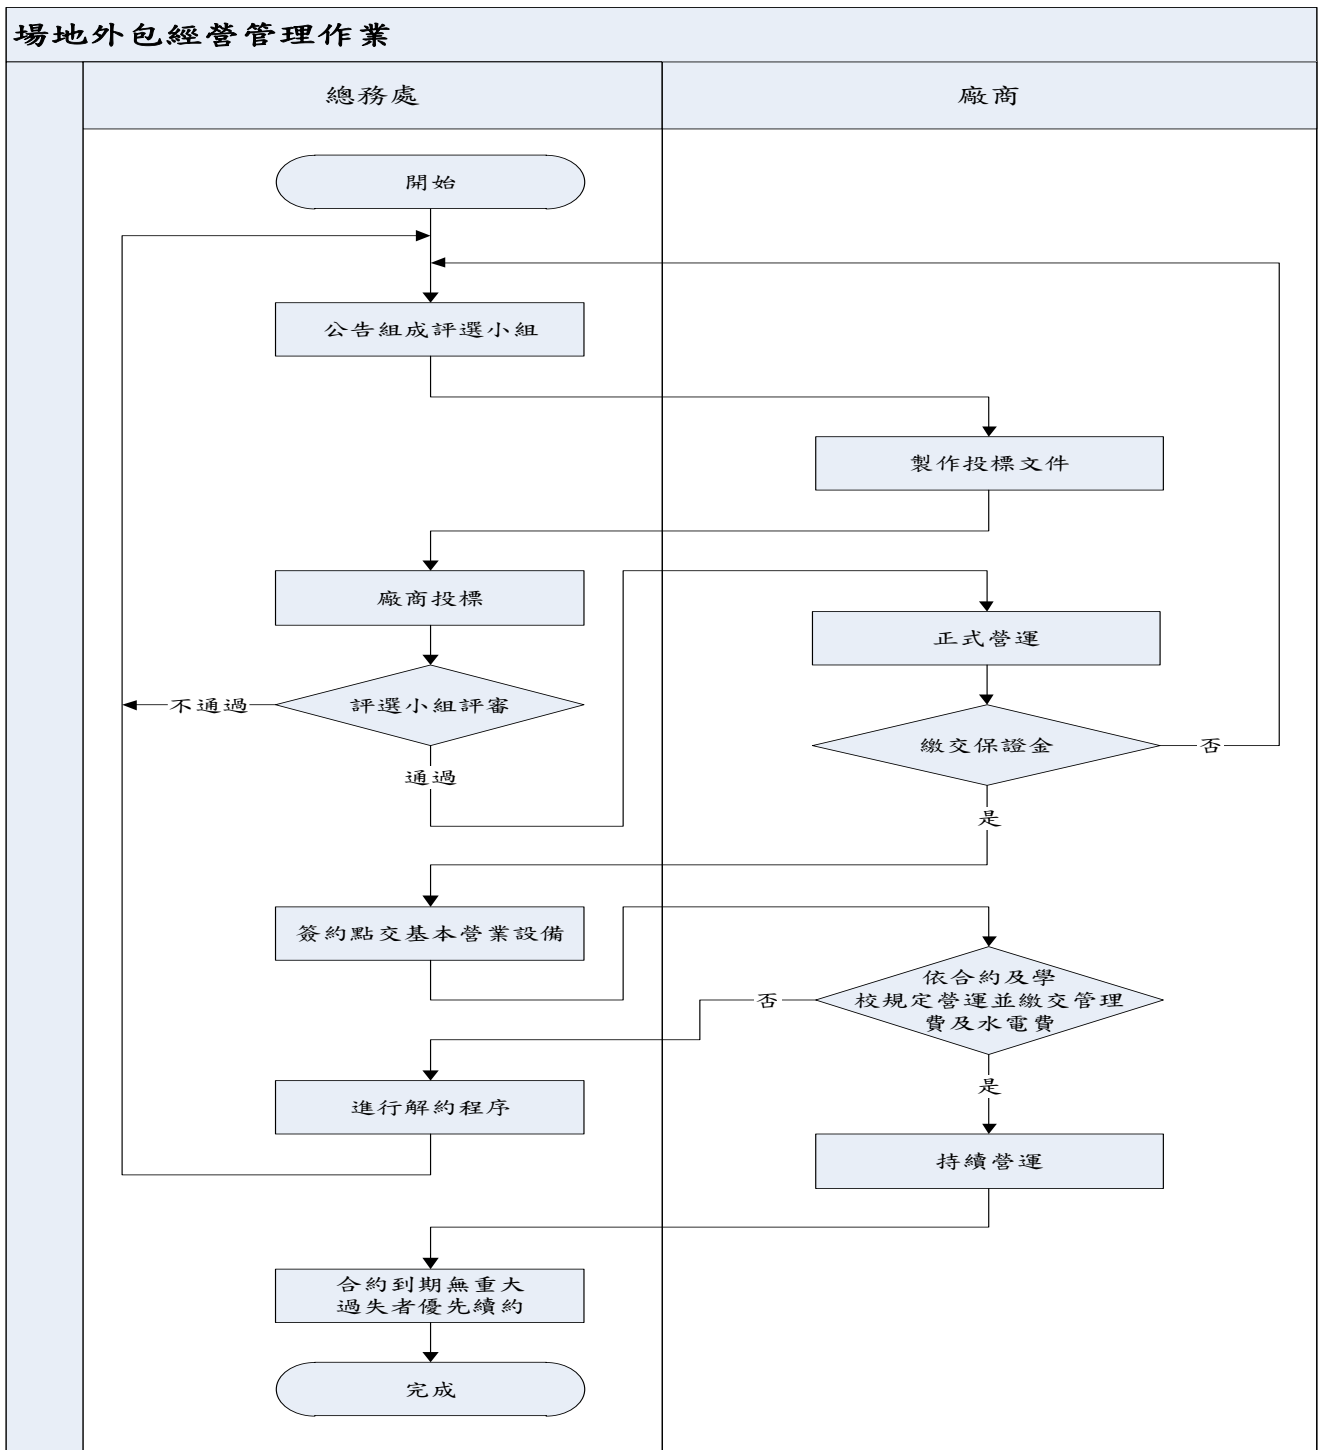 場地外包經營管理作業
總務處
廠商
開始
公告組成評選小組
製作投標文件
廠商投標
正式營運
不通過
評選小組評審
繳交保證金
否
通過
是
簽約點交基本營業設備
依合約及學
校規定營運並繳交管理
費及水電費
否
是
進行解約程序
持續營運
合約到期無重大
過失者優先續約
完成